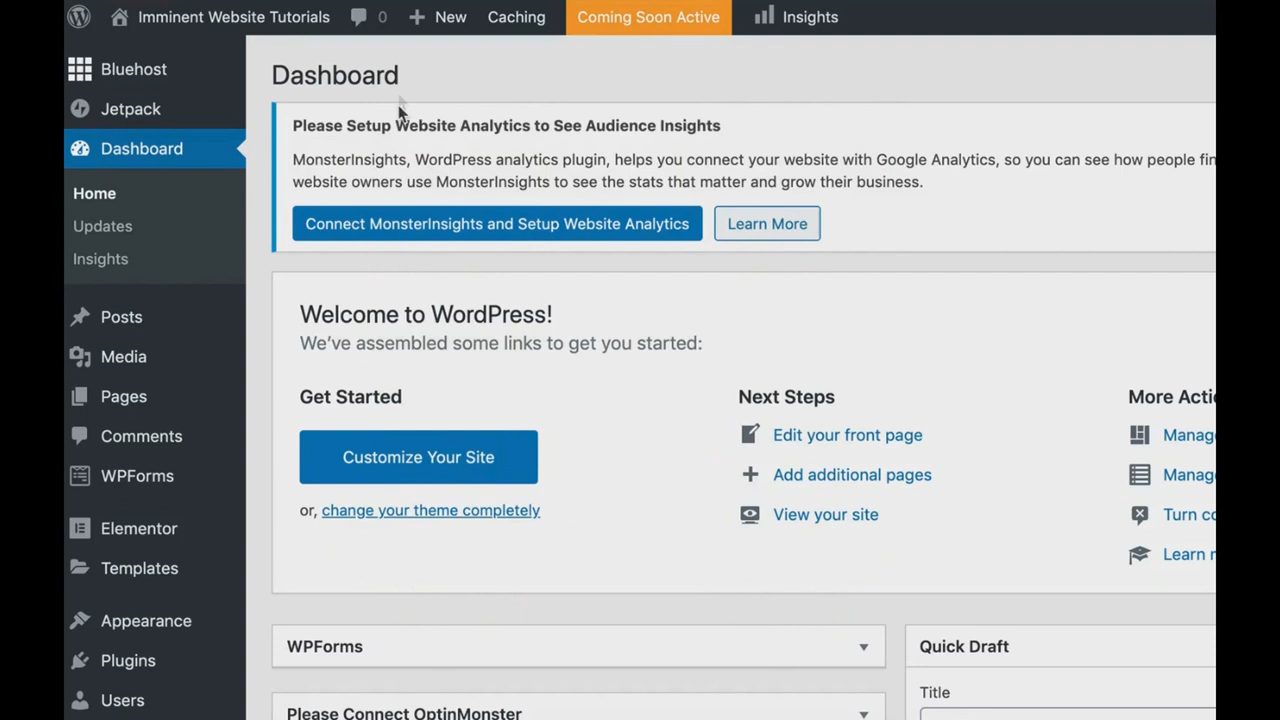 Imminent Website Tutorials 0 New Caching Coming Soon Active Insights
Bluehost
Jetpack
Dashboard
Home
Updates
Insights
Posts
Media
Pages
Comments
WPForms
Elementor
Templates
Appearance
Plugins
Users
Dashboard
Please Setup Website Analytics to See Audience Insights
MonsterInsights, WordPress analytics plugin, helps you connect your website with Google Analytics, so you can see how people fin
website owners use MonsterInsights to see the stats that matter and grow their business.
Connect MonsterInsights and Setup Website Analytics Learn More
Welcome to WordPress!
We've assembled some links to get you started:
Get Started
Customize Your Site
or, change your theme completely
Next Steps
Edit your front page
Add additional pages
View your site
More Actio
Manag
Manag
Turn co
Learn n
WPForms
Please Connect OptinMonster
Quick Draft
Title